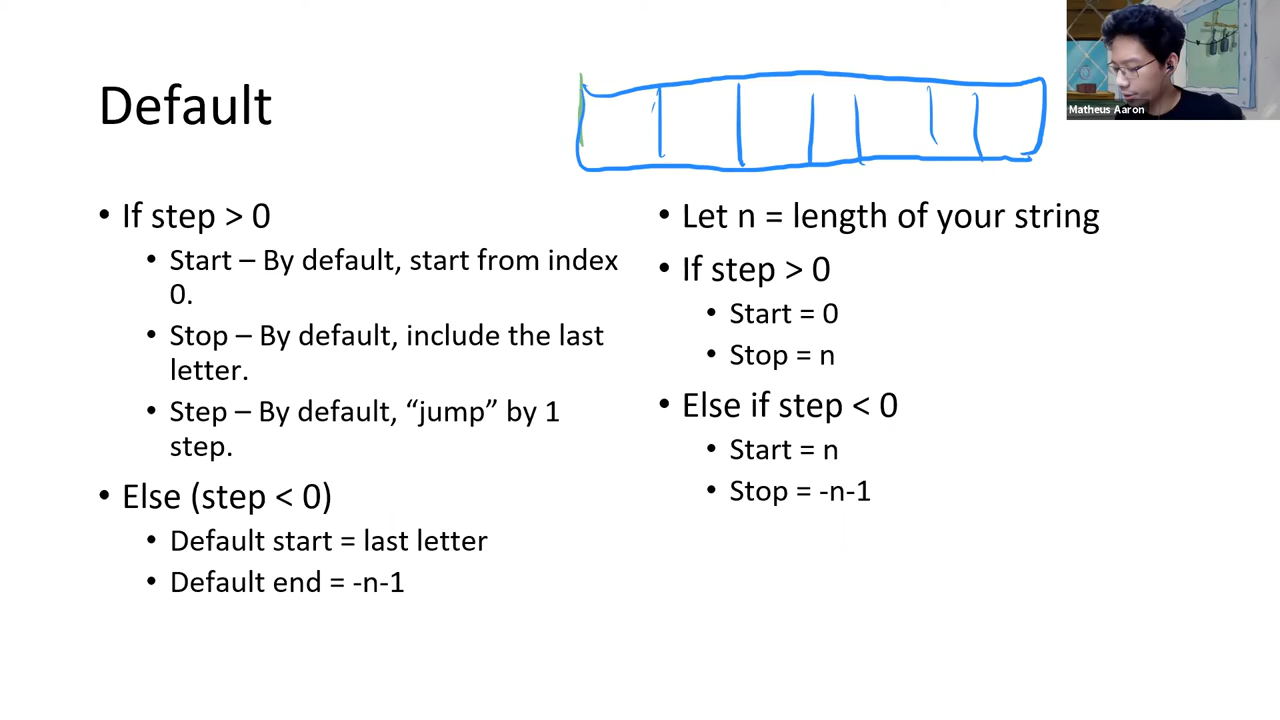 Default
• If step > 0
• Start – By default, start from index
0.
• Stop – By default, include the last
letter.
• Step – By default, “jump” by 1
step.
• Else (step < 0)
• Default start = last letter
• Default end = -n-1
• Let n = length of your string
• If step > 0
• Start = 0
• Stop = n
• Else if step < 0
• Start = n
• Stop = -n-1
Matheus Aaron